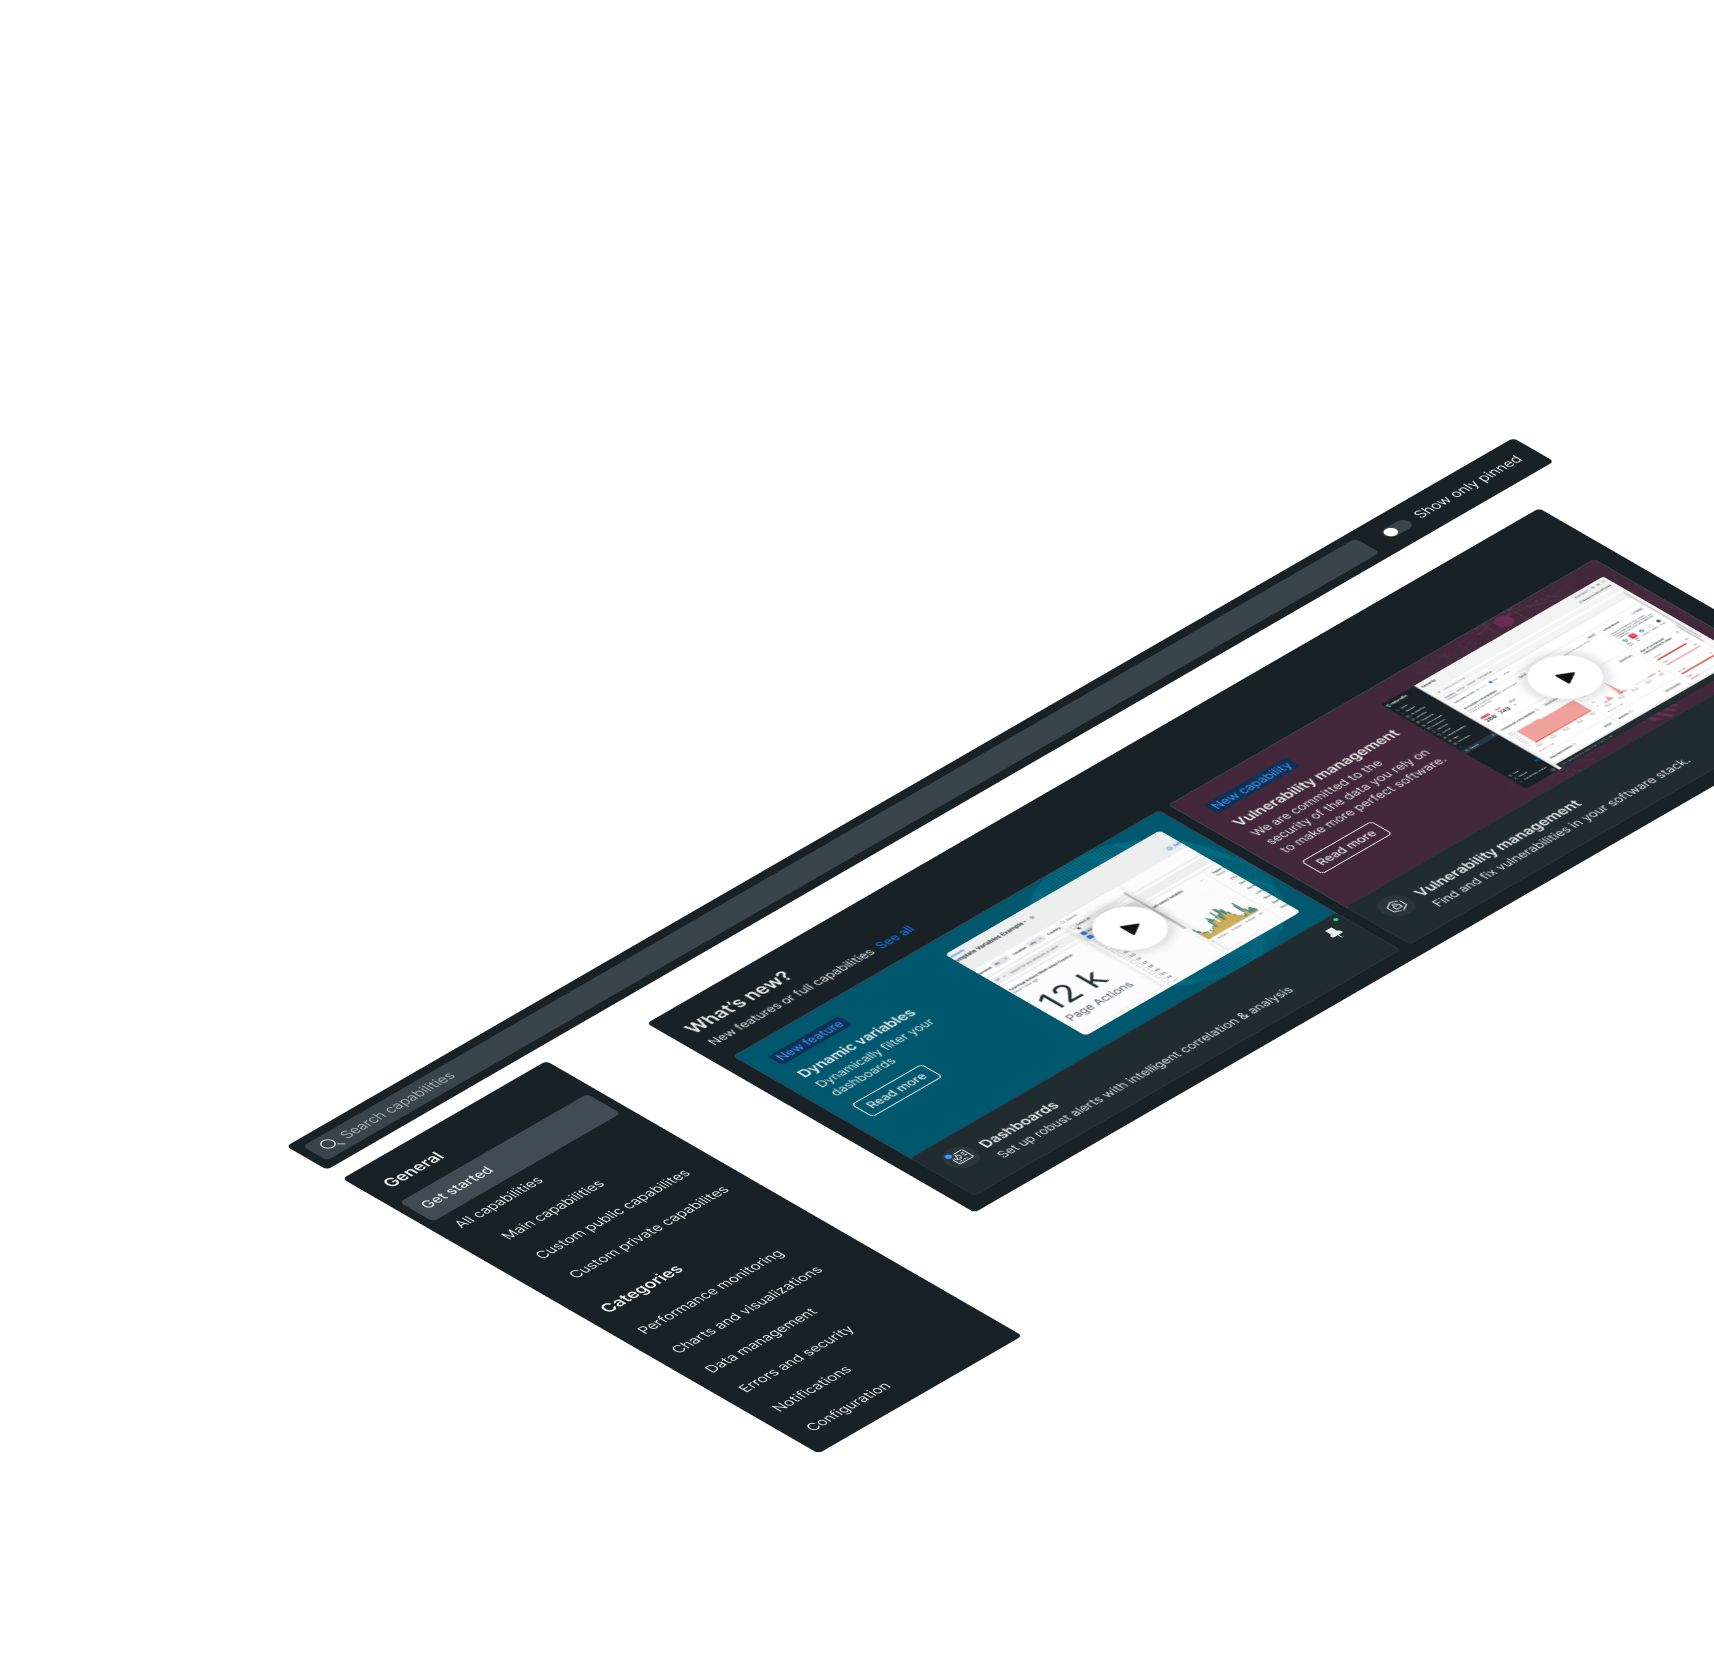 Search capabilities
Show only pinned
General
Get started
All capabilities
Main capabilities
Custom public capabilites
Custom private capabilites
Categories
Performance monitoring
Charts and visualizations
Data management
Errors and security
Notifications
Configuration
What's new?
New features or full capabilities See all
New feature
Dynamic variables
Dynamically filter your
dashboards
Read more
12 k
Page Actions
Dashboards
Set up robust alerts with intelligent correlation & analysis
New capability
Vulnerability management
We are committed to the
security of the data you rely on
to make more perfect software.
Read more
Vulnerability management
Find and fix vulnerabilities in your software stack.